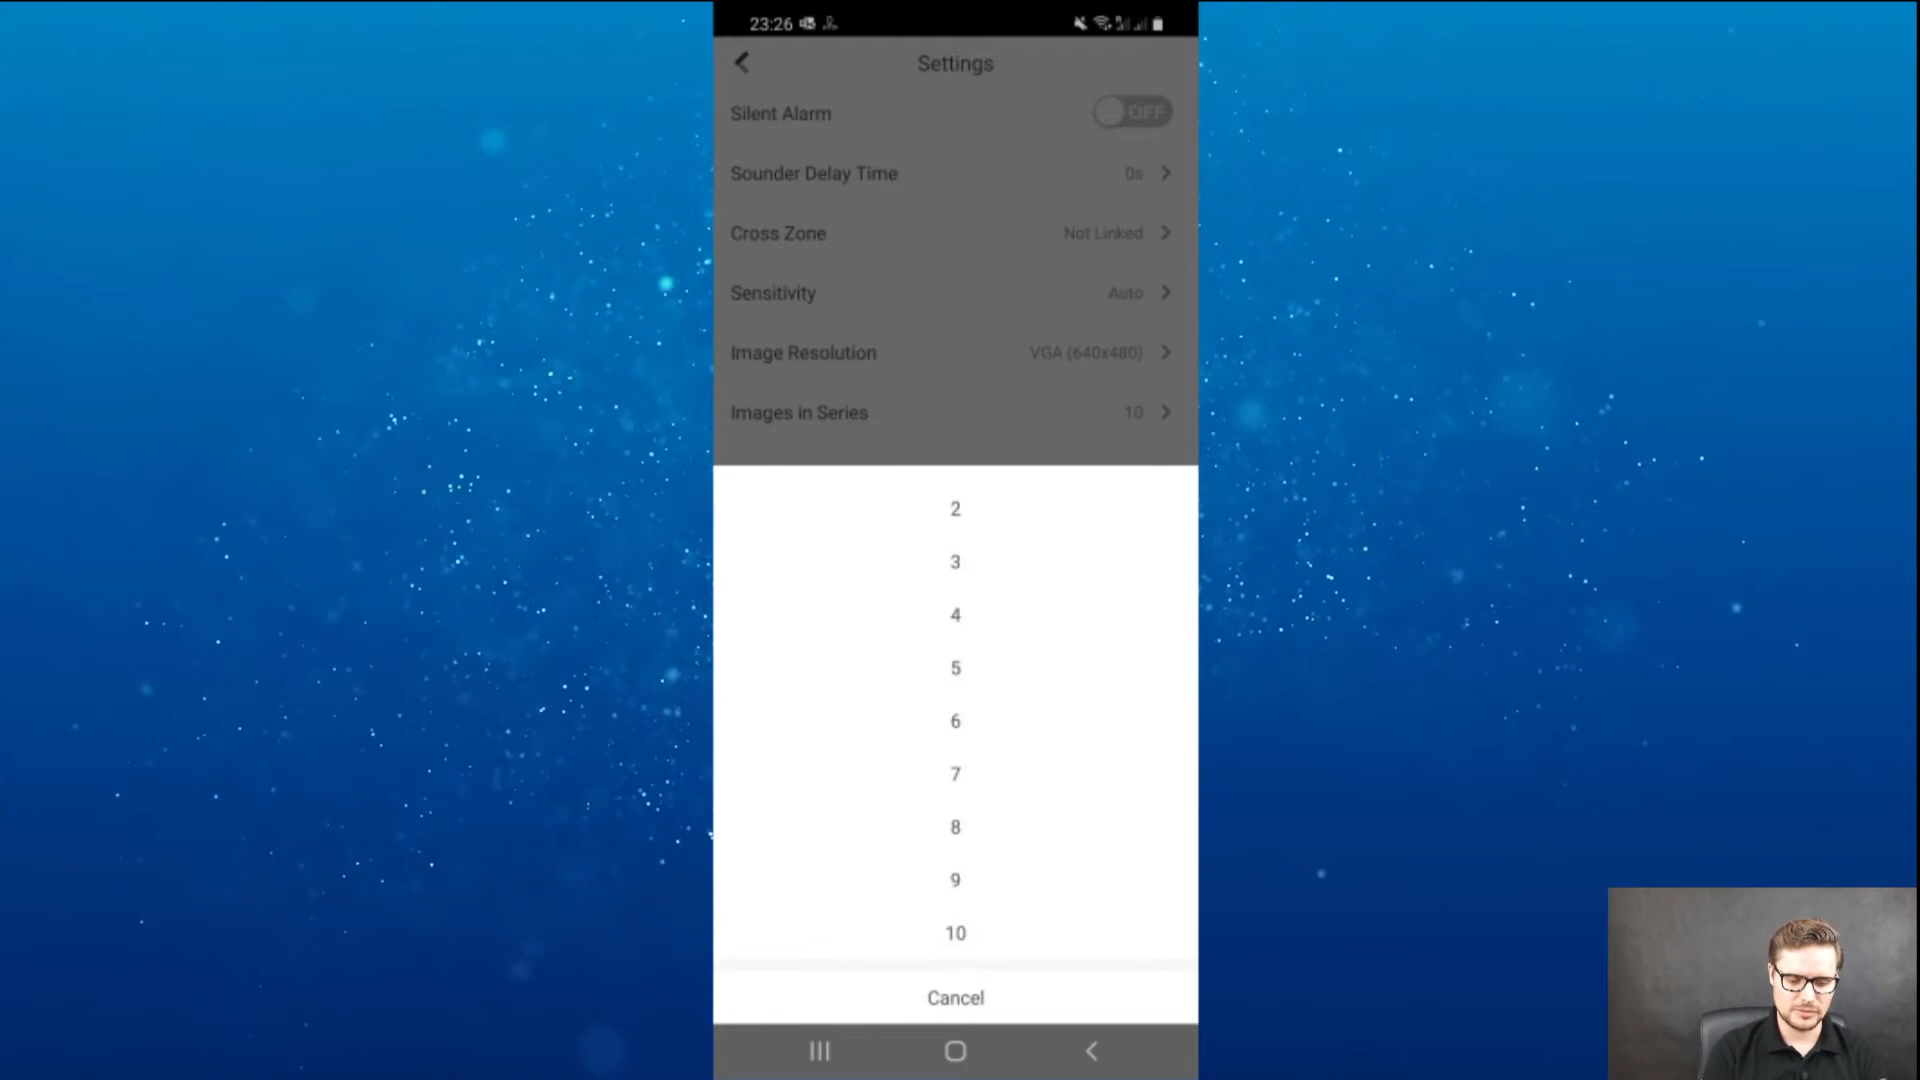 23:26
Settings
Silent Alarm OFF
Sounder Delay Time 0s
Cross Zone Not Linked
Sensitivity Auto
Image Resolution VGA (640x480)
Images in Series 10
2
3
4
5
6
7
8
9
10
Cancel